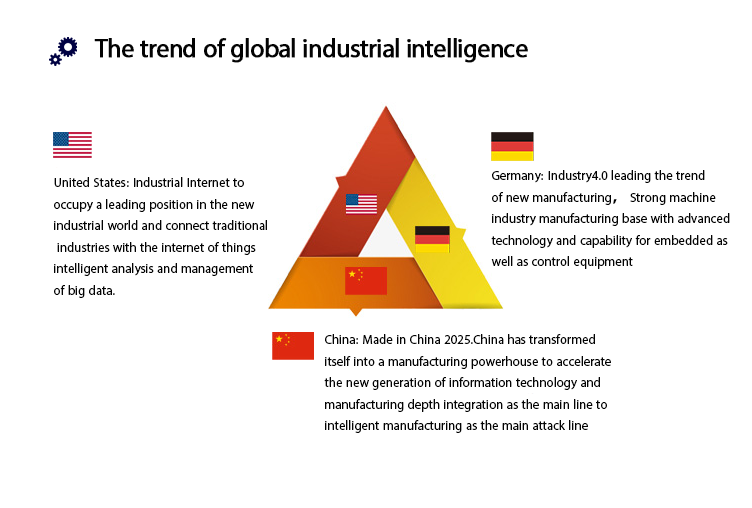 The trend of global industrial intelligence
United States: Industrial Internet to
occupy a leading position in the new
industrial world and connect traditional
industries with the internet of things
intelligent analysis and management
of big data.
Germany: Industry4.0 leading the trend
of new manufacturing， Strong machine
industry manufacturing base with advanced
technology and capability for embedded as
well as control equipment
China: Made in China 2025.China has transformed
itself into a manufacturing powerhouse to accelerate
the new generation of information technology and
manufacturing depth integration as the main line to
intelligent manufacturing as the main attack line